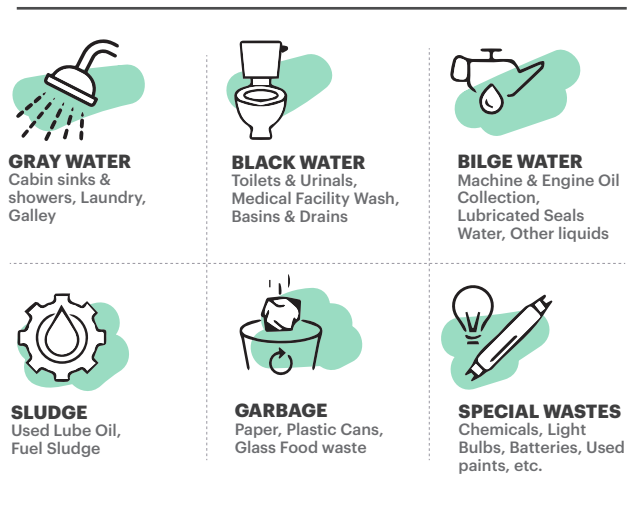 GRAY WATER
Cabin sinks &
showers, Laundry,
Galley
BLACK WATER
Toilets & Urinals,
Medical Facility Wash,
Basins & Drains
BILGE WATER
Machine & Engine Oil
Collection,
Lubricated Seals
Water, Other liquids
SLUDGE
Used Lube Oil,
Fuel Sludge
GARBAGE
Paper, Plastic Cans,
Glass Food waste
SPECIAL WASTES
Chemicals, Light
Bulbs, Batteries, Used
paints, etc.